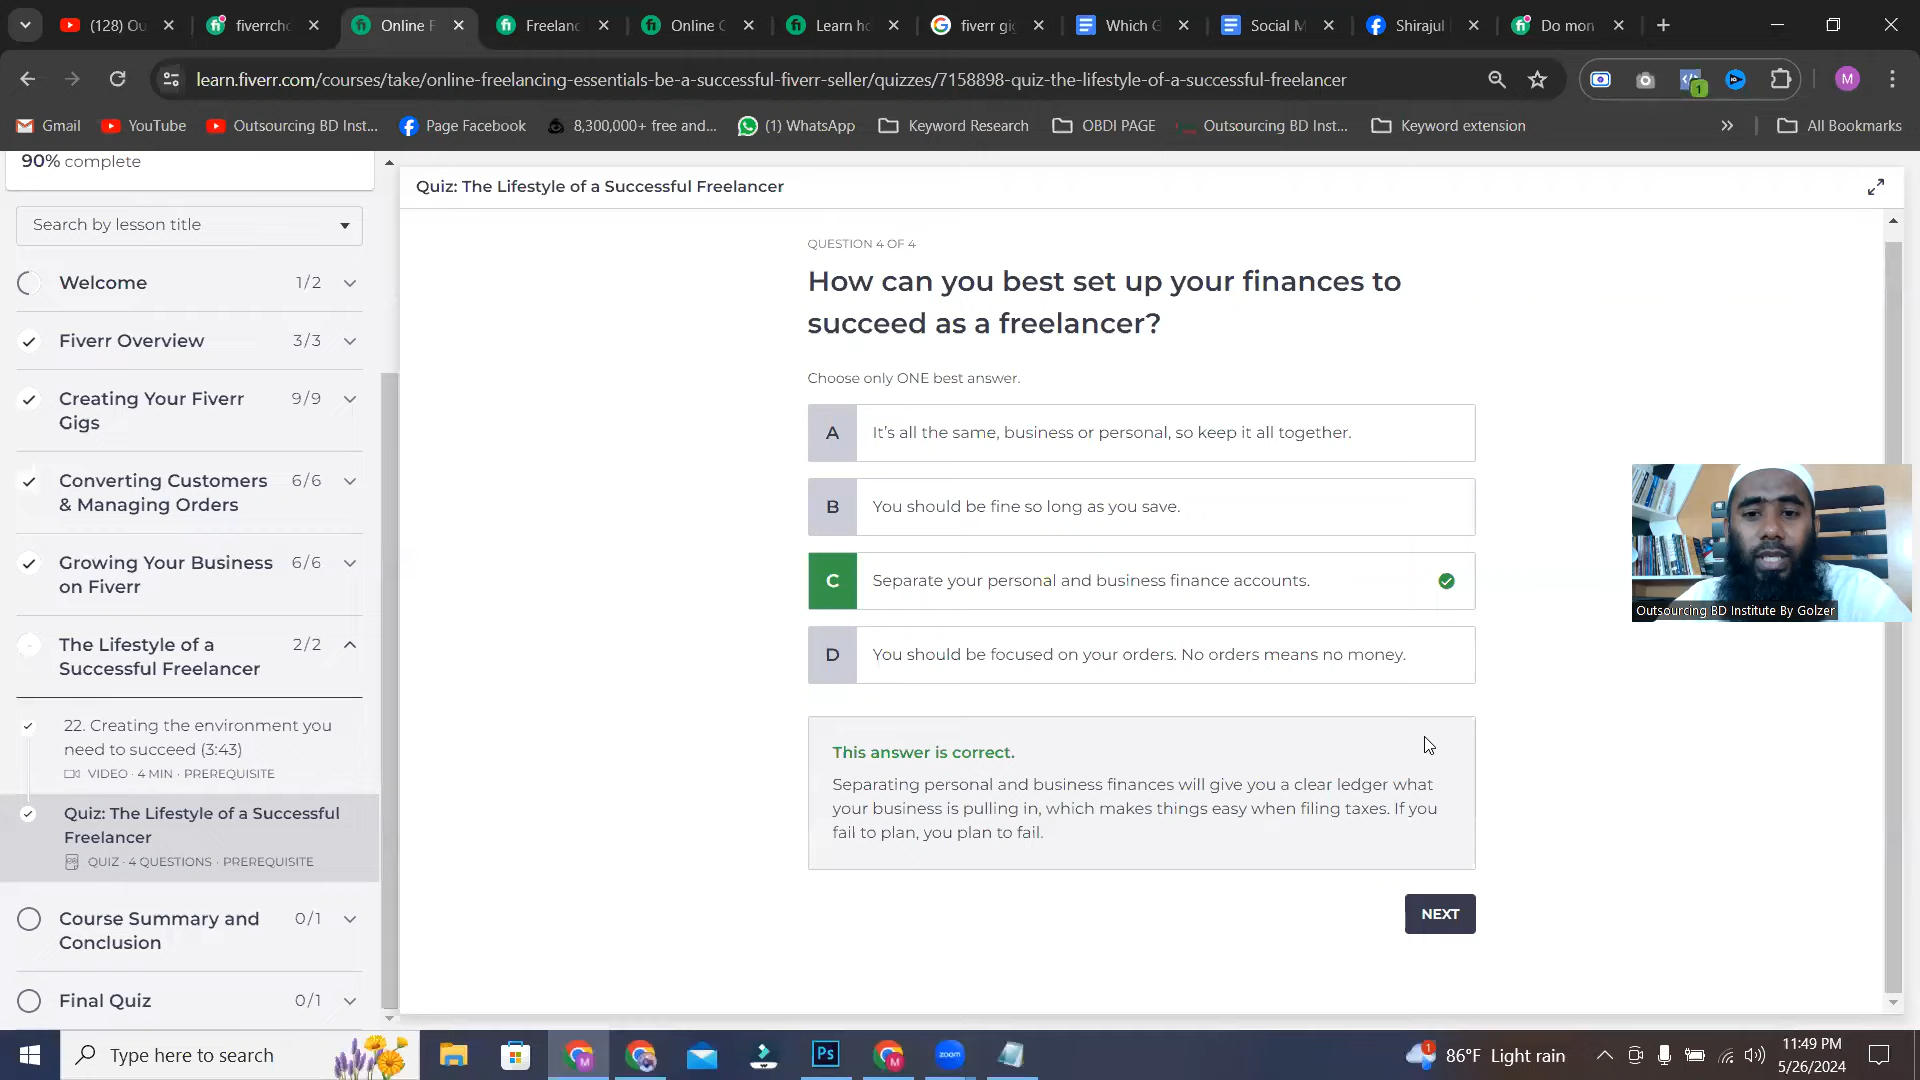 (128) Ou
fiverrcho
Online F
Freelanc
Online C
Learn ho
fiverr gig
Which G
Social M
Shirajul
Do mon
learn.fiverr.com/courses/take/online-freelancing-essentials-be-a-successful-fiverr-seller/quizzes/7158898-quiz-the-lifestyle-of-a-successful-freelancer
1
M
Gmail
YouTube
Outsourcing BD Inst...
Page Facebook
8,300,000+ free and...
(1) WhatsApp
Keyword Research
OBDI PAGE
Outsourcing BD Inst...
Keyword extension
»
All Bookmarks
90% complete
Search by lesson title
Welcome 1/2
Fiverr Overview 3/3
Creating Your Fiverr 9/9
Gigs
Converting Customers 6/6
& Managing Orders
Growing Your Business 6/6
on Fiverr
The Lifestyle of a 2/2
Successful Freelancer
22. Creating the environment you
need to succeed (3:43)
VIDEO · 4 MIN · PREREQUISITE
Quiz: The Lifestyle of a Successful
Freelancer
QUIZ · 4 QUESTIONS · PREREQUISITE
Course Summary and 0/1
Conclusion
Final Quiz 0/1
Quiz: The Lifestyle of a Successful Freelancer
QUESTION 4 OF 4
How can you best set up your finances to
succeed as a freelancer?
Choose only ONE best answer.
A It's all the same, business or personal, so keep it all together.
B You should be fine so long as you save.
C Separate your personal and business finance accounts.
D You should be focused on your orders. No orders means no money.
This answer is correct.
Separating personal and business finances will give you a clear ledger what
your business is pulling in, which makes things easy when filing taxes. If you
fail to plan, you plan to fail.
NEXT
Outsourcing BD Institute By Golzer
Type here to search
Ps
zoom
1
86°F Light rain
11:49 PM
5/26/2024